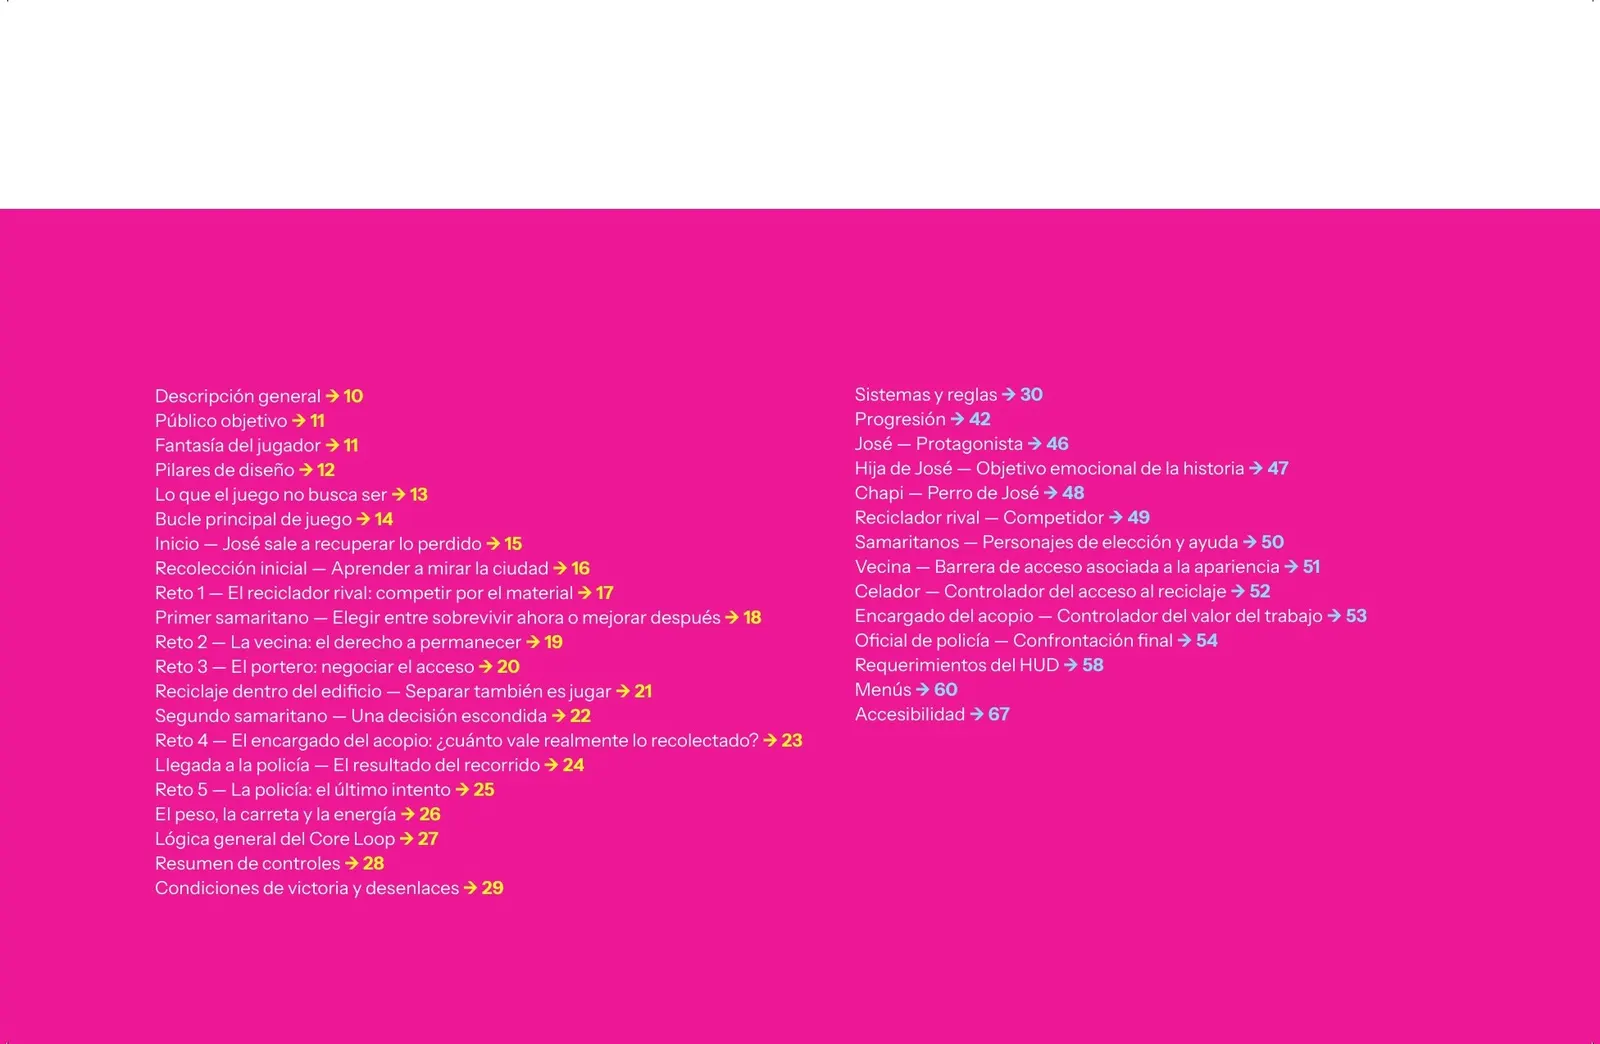 Descripción general → 10
Público objetivo → 11
Fantasía del jugador → 11
Pilares de diseño → 12
Lo que el juego no busca ser → 13
Bucle principal de juego → 14
Inicio — José sale a recuperar lo perdido → 15
Recolección inicial — Aprender a mirar la ciudad → 16
Reto 1 — El reciclador rival: competir por el material → 17
Primer samaritano — Elegir entre sobrevivir ahora o mejorar después → 18
Reto 2 — La vecina: el derecho a permanecer → 19
Reto 3 — El portero: negociar el acceso → 20
Reciclaje dentro del edificio — Separar también es jugar → 21
Segundo samaritano — Una decisión escondida → 22
Reto 4 — El encargado del acopio: ¿cuánto vale realmente lo recolectado? → 23
Llegada a la policía — El resultado del recorrido → 24
Reto 5 — La policía: el último intento → 25
El peso, la carreta y la energía → 26
Lógica general del Core Loop → 27
Resumen de controles → 28
Condiciones de victoria y desenlaces → 29
Sistemas y reglas → 30
Progresión → 42
José — Protagonista → 46
Hija de José — Objetivo emocional de la historia → 47
Chapi — Perro de José → 48
Reciclador rival — Competidor → 49
Samaritanos — Personajes de elección y ayuda → 50
Vecina — Barrera de acceso asociada a la apariencia → 51
Celador — Controlador del acceso al reciclaje → 52
Encargado del acopio — Controlador del valor del trabajo → 53
Oficial de policía — Confrontación final → 54
Requerimientos del HUD → 58
Menús → 60
Accesibilidad → 67